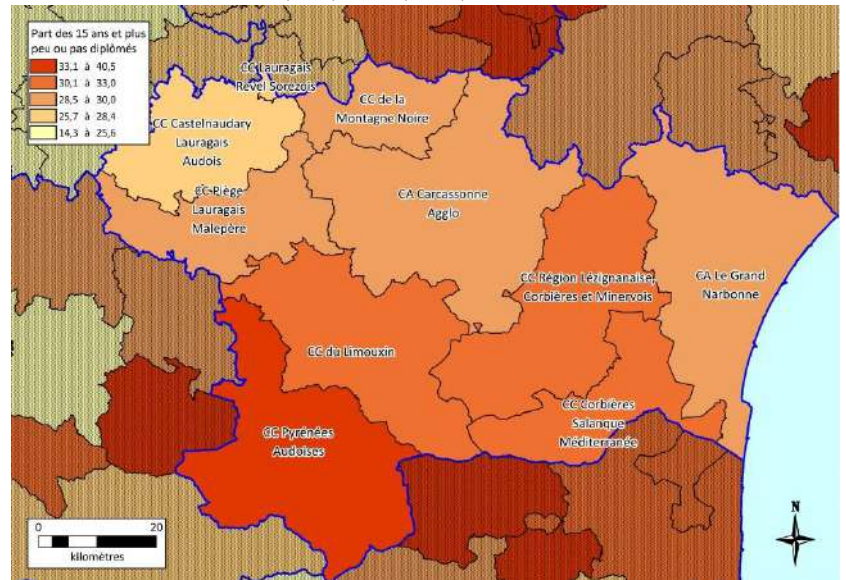 Part des 15 ans et plus
peu ou pas diplômés
33,1 à 40,5
30,1 à 33,0
28,5 à 30,0
25,7 à 28,4
14,3 à 25,6
CC Lauragais
Revel Sorezois
CC de la
Montagne Noire
CC Castelnaudary
Lauragais
Audois
CC Piège
Lauragais
Malepère
CA Carcassonne
Agglo
CC Région Lézignanaise,
Corbières et Minervois
CA Le Grand
Narbonne
CC du Limouxin
CC Corbières
Salanque
Méditerranée
CC Pyrénées
Audoises
0 20
kilomètres
N